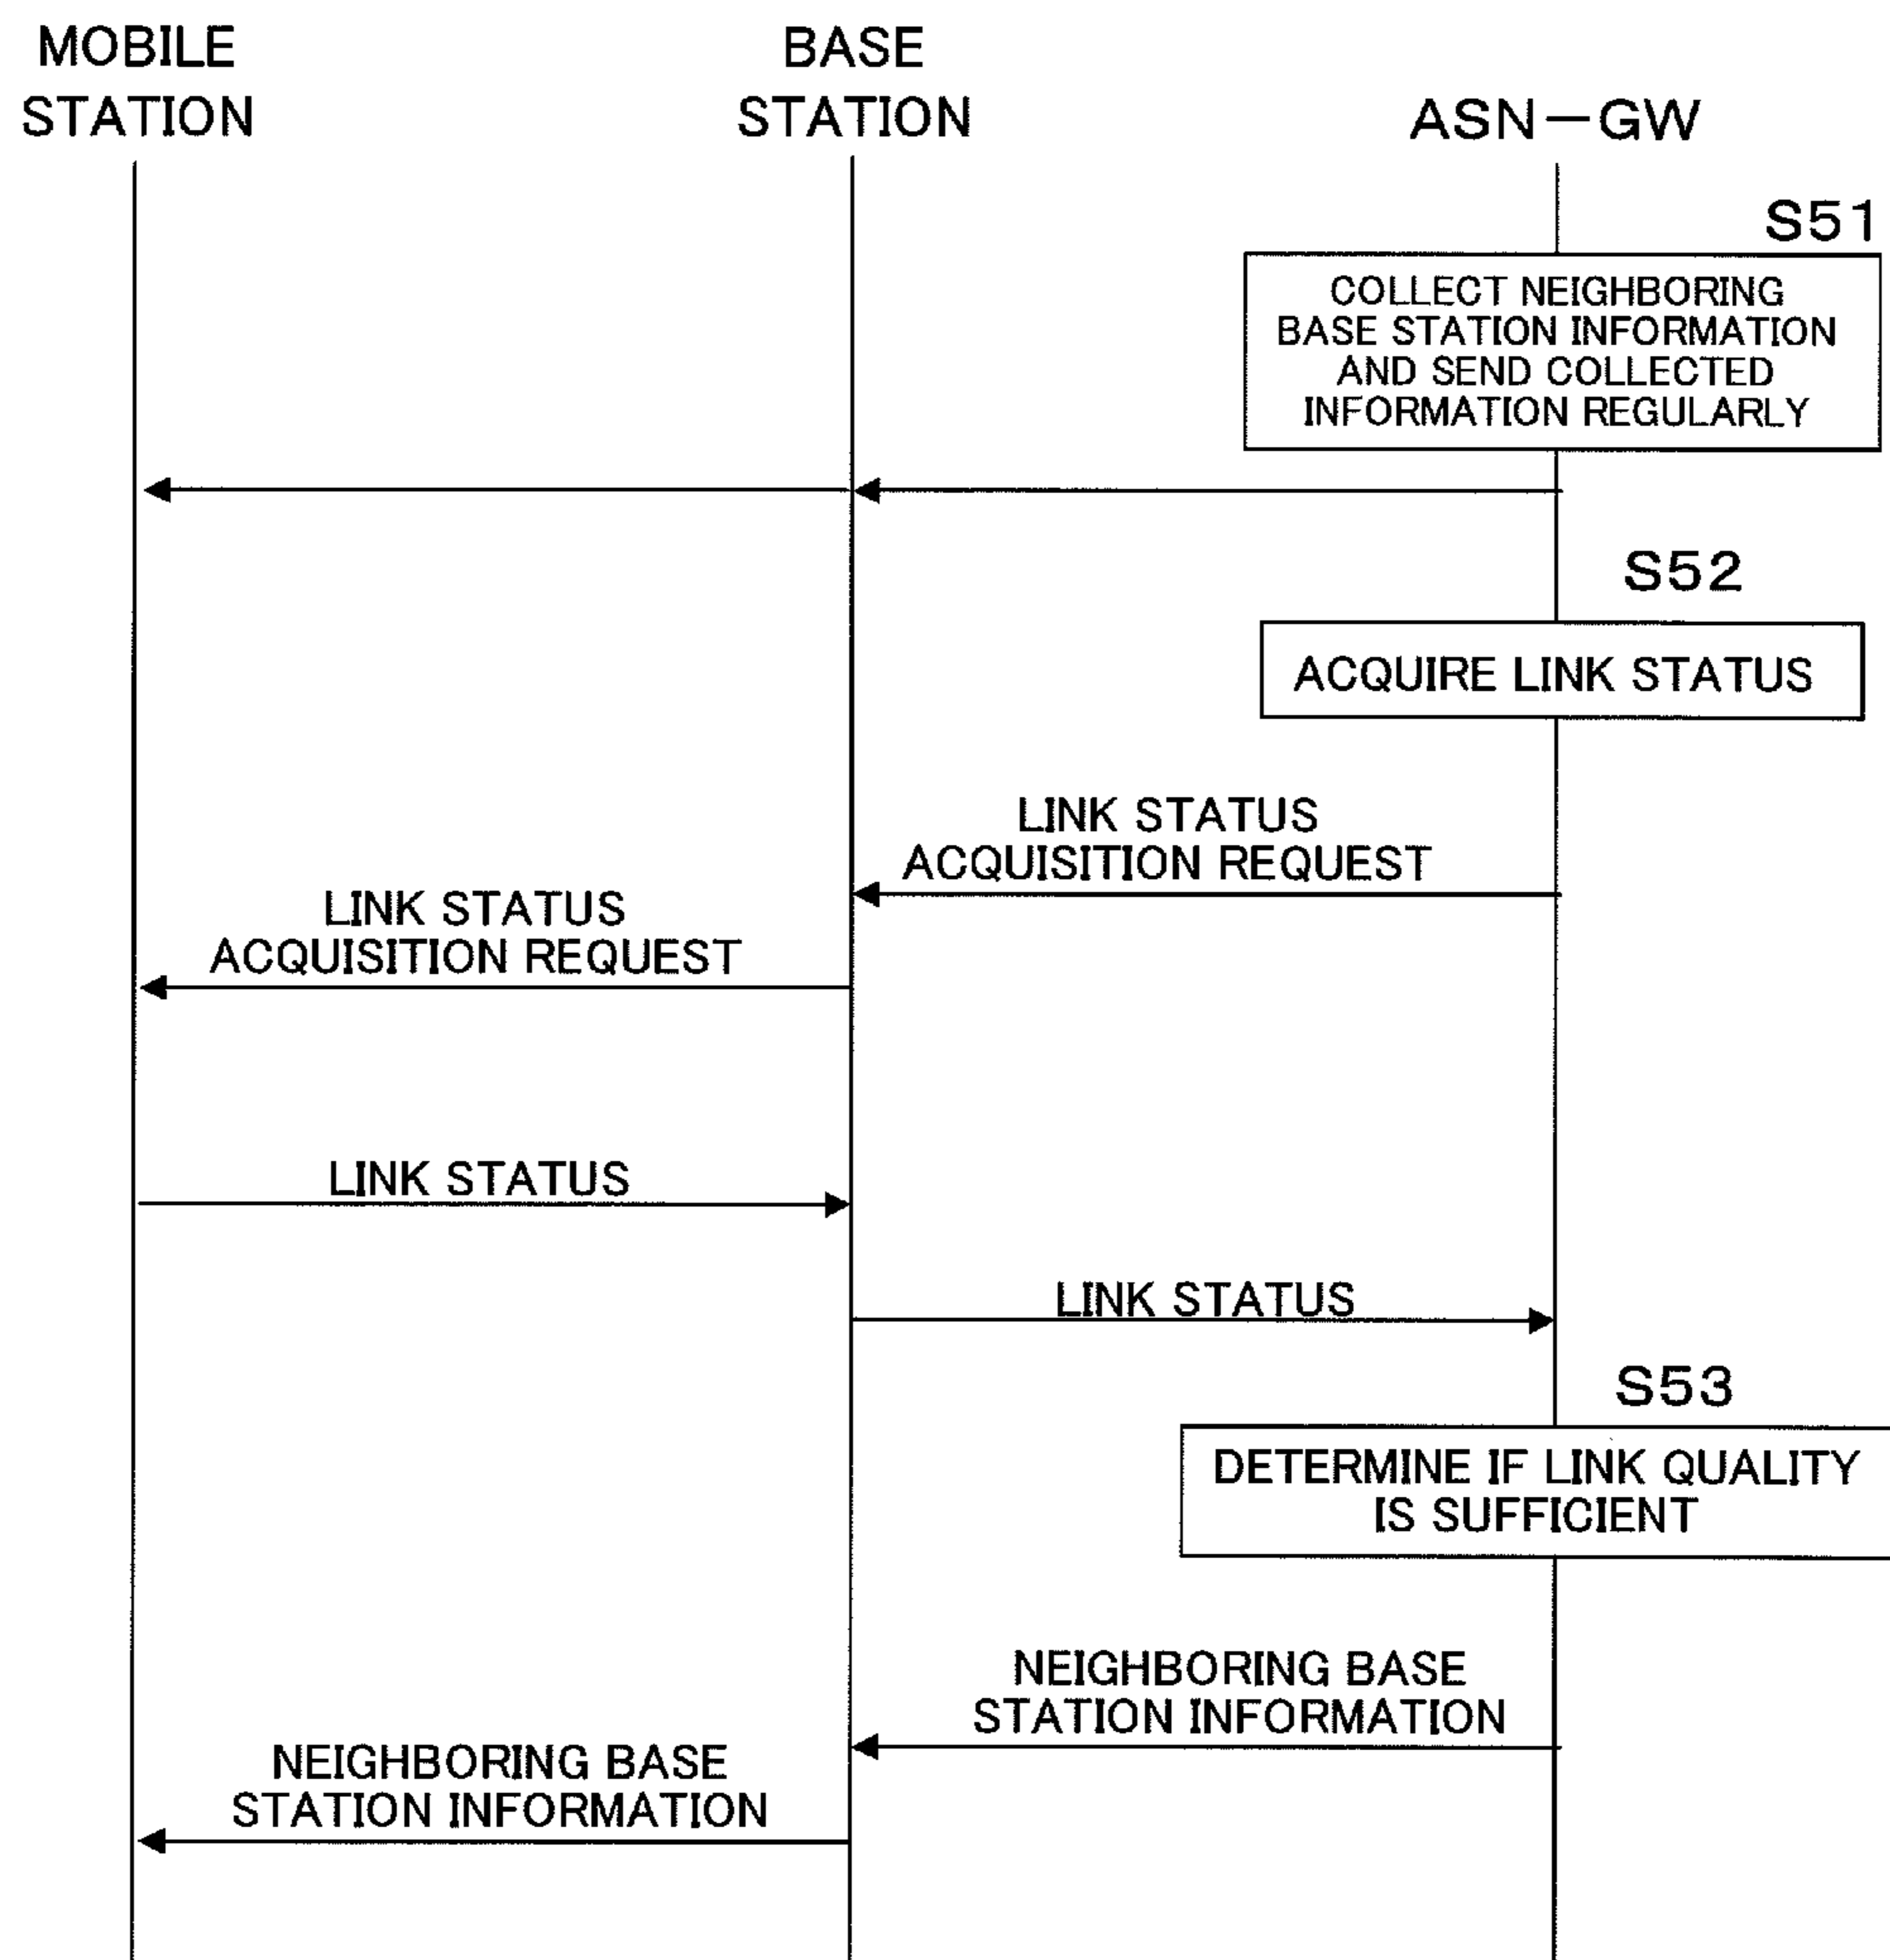 MOBILE
STATION
BASE
STATION
ASN-GW
S51
COLLECT NEIGHBORING
BASE STATION INFORMATION
AND SEND COLLECTED
INFORMATION REGULARLY
S52
ACQUIRE LINK STATUS
LINK STATUS
ACQUISITION REQUEST
LINK STATUS
ACQUISITION REQUEST
LINK STATUS
LINK STATUS
S53
DETERMINE IF LINK QUALITY
IS SUFFICIENT
NEIGHBORING BASE
STATION INFORMATION
NEIGHBORING BASE
STATION INFORMATION